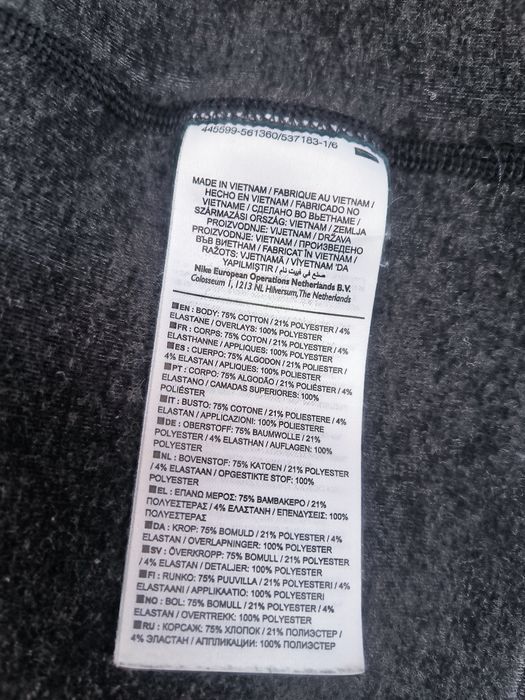 445599-561360/537183-1/6
MADE IN VIETNAM / FABRIQUE AU VIETNAM /
HECHO EN VIETNAM / FABRICADO NO
VIETNAME / СДЕЛАНО ВО ВЬЕТНАМЕ /
SZÁRMAZÁSI ORSZÁG: VIETNAM / ZEMLJA
PROIZVODNJE: VIJETNAM / DRŽAVA
PROIZVODNJE: VIETNAM / ПРОИЗВЕДЕНО
ВЪВ ВИЕТНАМ / FABRICAT ÎN VIETNAM /
RAŽOTS: VJETNAMĀ / VİYETNAM 'DA
YAPILMIŞTIR / صنع في فييت نام
Nike European Operations Netherlands B.V.
Colosseum 1, 1213 NL Hilversum, The Netherlands
EN : BODY: 75% COTTON / 21% POLYESTER / 4%
ELASTANE / OVERLAYS: 100% POLYESTER
FR : CORPS: 75% COTON / 21% POLYESTER / 4%
ELASTHANNE / APPLIQUES: 100% POLYESTER
ES : CUERPO: 75% ALGODON / 21% POLIESTER /
4% ELASTAN / APLIQUES: 100% POLIESTER
PT : CORPO: 75% ALGODÃO / 21% POLIÉSTER / 4%
ELASTANO / CAMADAS SUPERIORES: 100%
POLIÉSTER
IT : BUSTO: 75% COTONE / 21% POLIESTERE / 4%
ELASTAN / APPLICAZIONI: 100% POLIESTERE
DE : OBERSTOFF: 75% BAUMWOLLE / 21%
POLYESTER / 4% ELASTHAN / AUFLAGEN: 100%
POLYESTER
NL : BOVENSTOF: 75% KATOEN / 21% POLYESTER
/ 4% ELASTAAN / OPGESTIKTE STOF: 100%
POLYESTER
EL : ΕΠΑΝΩ ΜΕΡΟΣ: 75% ΒΑΜΒΑΚΕΡΟ / 21%
ΠΟΛΥΕΣΤΕΡΑΣ / 4% ΕΛΑΣΤΑΝΗ / ΕΠΕΝΔΥΣΕΙΣ: 100%
ΠΟΛΥΕΣΤΕΡΑΣ
DA : KROP: 75% BOMULD / 21% POLYESTER / 4%
ELASTAN / OVERLAPNINGER: 100% POLYESTER
SV : ÖVERKROPP: 75% BOMULL / 21% POLYESTER
/ 4% ELASTAN / DETALJER: 100% POLYESTER
FI : RUNKO: 75% PUUVILLA / 21% POLYESTERI / 4%
ELASTAANI / APPLIKAATIO: 100% POLYESTERI
NO : BOL: 75% BOMULL / 21% POLYESTER / 4%
ELASTAN / OVERTREKK: 100% POLYESTER
RU : КОРСАЖ: 75% ХЛОПОК / 21% ПОЛИЭСТЕР /
4% ЭЛАСТАН / АППЛИКАЦИИ: 100% ПОЛИЭСТЕР